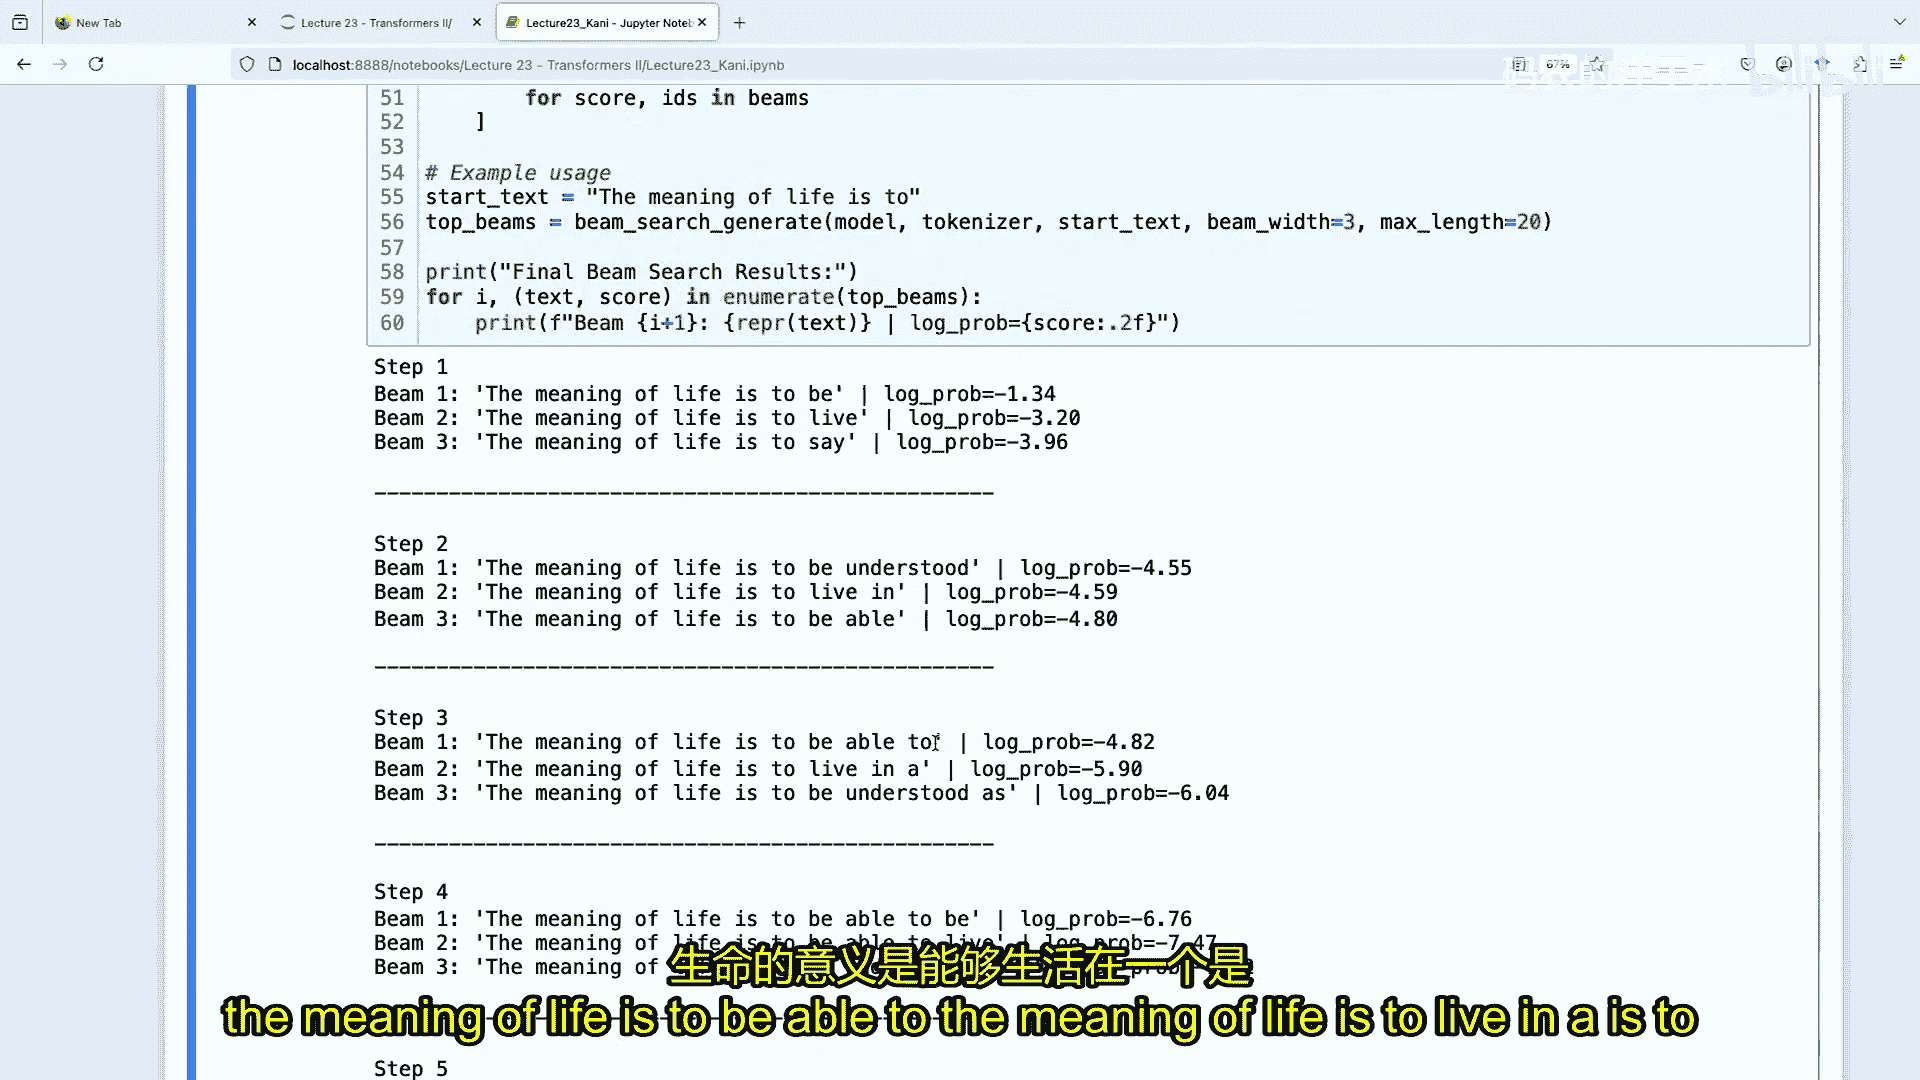 New Tab
Lecture 23 - Transformers II/
Lecture23_Kani - Jupyter Noteb
localhost:8888/notebooks/Lecture 23 - Transformers II/Lecture23_Kani.ipynb
67%
51 for score, ids in beams
52 ]
53
54 # Example usage
55 start_text = "The meaning of life is to"
56 top_beams = beam_search_generate(model, tokenizer, start_text, beam_width=3, max_length=20)
57
58 print("Final Beam Search Results:")
59 for i, (text, score) in enumerate(top_beams):
60 print(f"Beam {i+1}: {repr(text)} | log_prob={score:.2f}")
Step 1
Beam 1: 'The meaning of life is to be' | log_prob=-1.34
Beam 2: 'The meaning of life is to live' | log_prob=-3.20
Beam 3: 'The meaning of life is to say' | log_prob=-3.96
--------------------------------------------------
Step 2
Beam 1: 'The meaning of life is to be understood' | log_prob=-4.55
Beam 2: 'The meaning of life is to live in' | log_prob=-4.59
Beam 3: 'The meaning of life is to be able' | log_prob=-4.80
--------------------------------------------------
Step 3
Beam 1: 'The meaning of life is to be able to' | log_prob=-4.82
Beam 2: 'The meaning of life is to live in a' | log_prob=-5.90
Beam 3: 'The meaning of life is to be understood as' | log_prob=-6.04
--------------------------------------------------
Step 4
Beam 1: 'The meaning of life is to be able to be' | log_prob=-6.76
Beam 2: 'The meaning of life is to be able to live' | log_prob=-7.47
Beam 3: 'The meaning of
生命的意义是能够生活在一个是
the meaning of life is to be able to the meaning of life is to live in a is to
Step 5